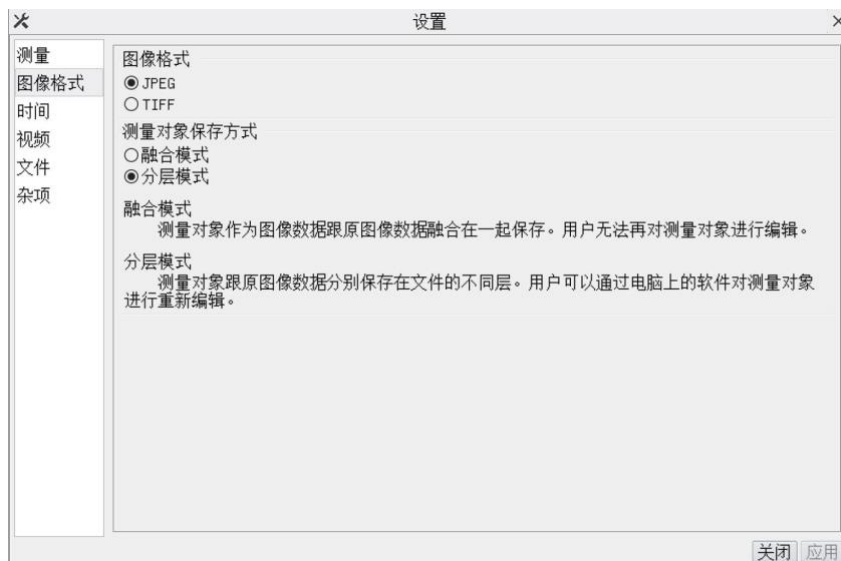 设置
测量
图像格式
时间
视频
文件
杂项
图像格式
JPEG
TIFF
测量对象保存方式
融合模式
分层模式
融合模式
测量对象作为图像数据跟原图像数据融合在一起保存。用户无法再对测量对象进行编辑。
分层模式
测量对象跟原图像数据分别保存在文件的不同层。用户可以通过电脑上的软件对测量对象
进行重新编辑。
关闭
应用